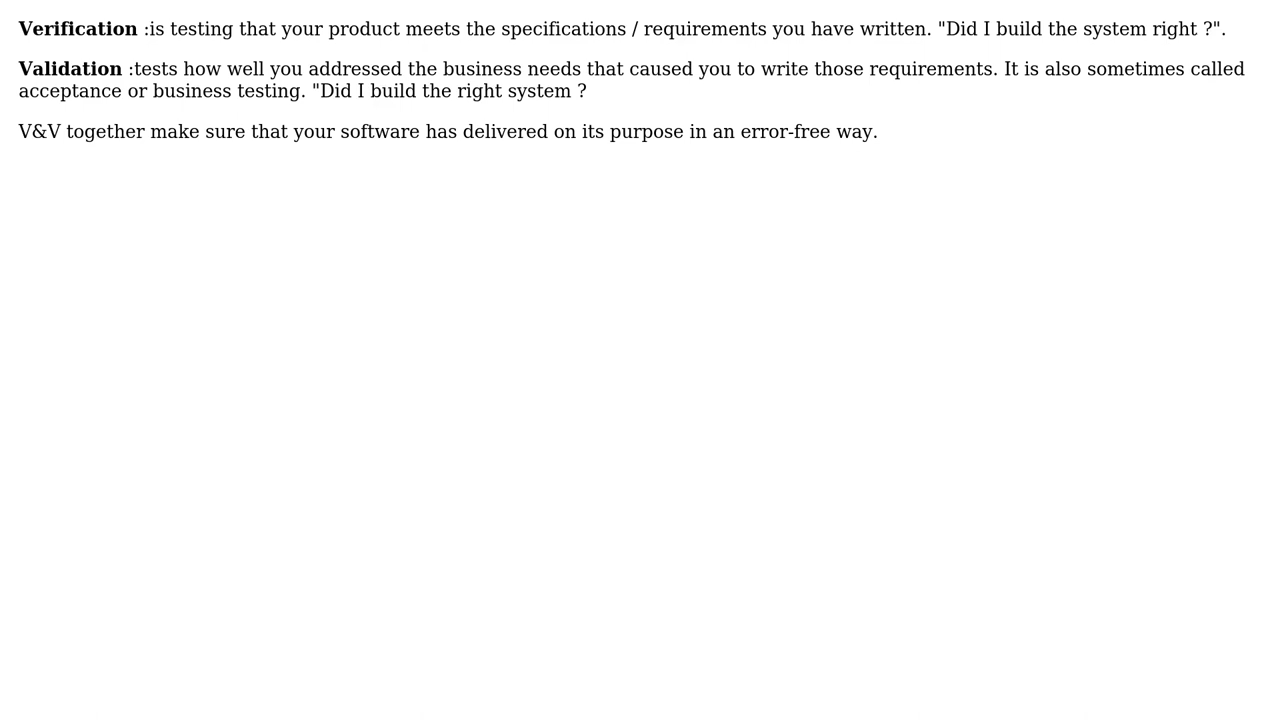 Verification :is testing that your product meets the specifications / requirements you have written. "Did I build the system right ?".
Validation :tests how well you addressed the business needs that caused you to write those requirements. It is also sometimes called
acceptance or business testing. "Did I build the right system ?
V&V together make sure that your software has delivered on its purpose in an error-free way.